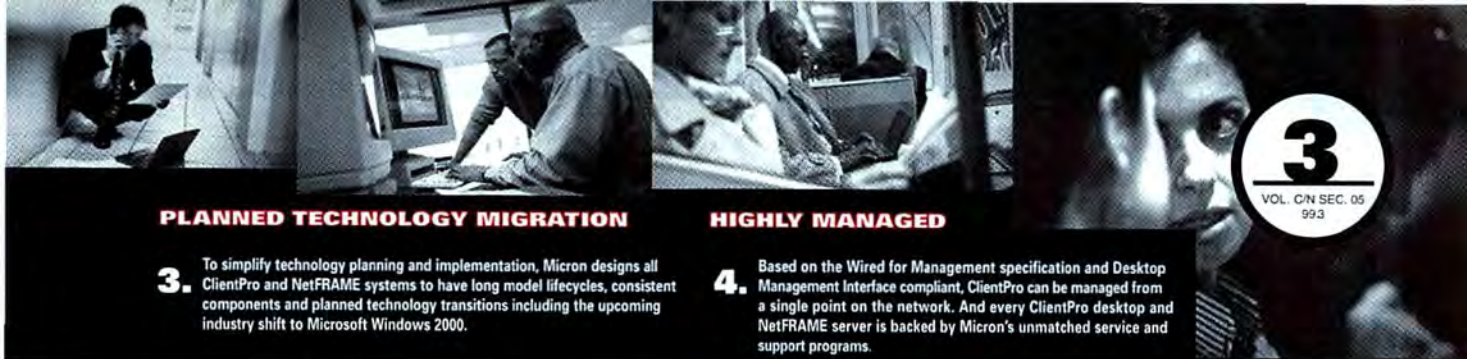 3
VOL. C/N SEC. 05
99.3
PLANNED TECHNOLOGY MIGRATION
3. To simplify technology planning and implementation, Micron designs all
ClientPro and NetFRAME systems to have long model lifecycles, consistent
components and planned technology transitions including the upcoming
industry shift to Microsoft Windows 2000.
HIGHLY MANAGED
4. Based on the Wired for Management specification and Desktop
Management Interface compliant, ClientPro can be managed from
a single point on the network. And every ClientPro desktop and
NetFRAME server is backed by Micron's unmatched service and
support programs.